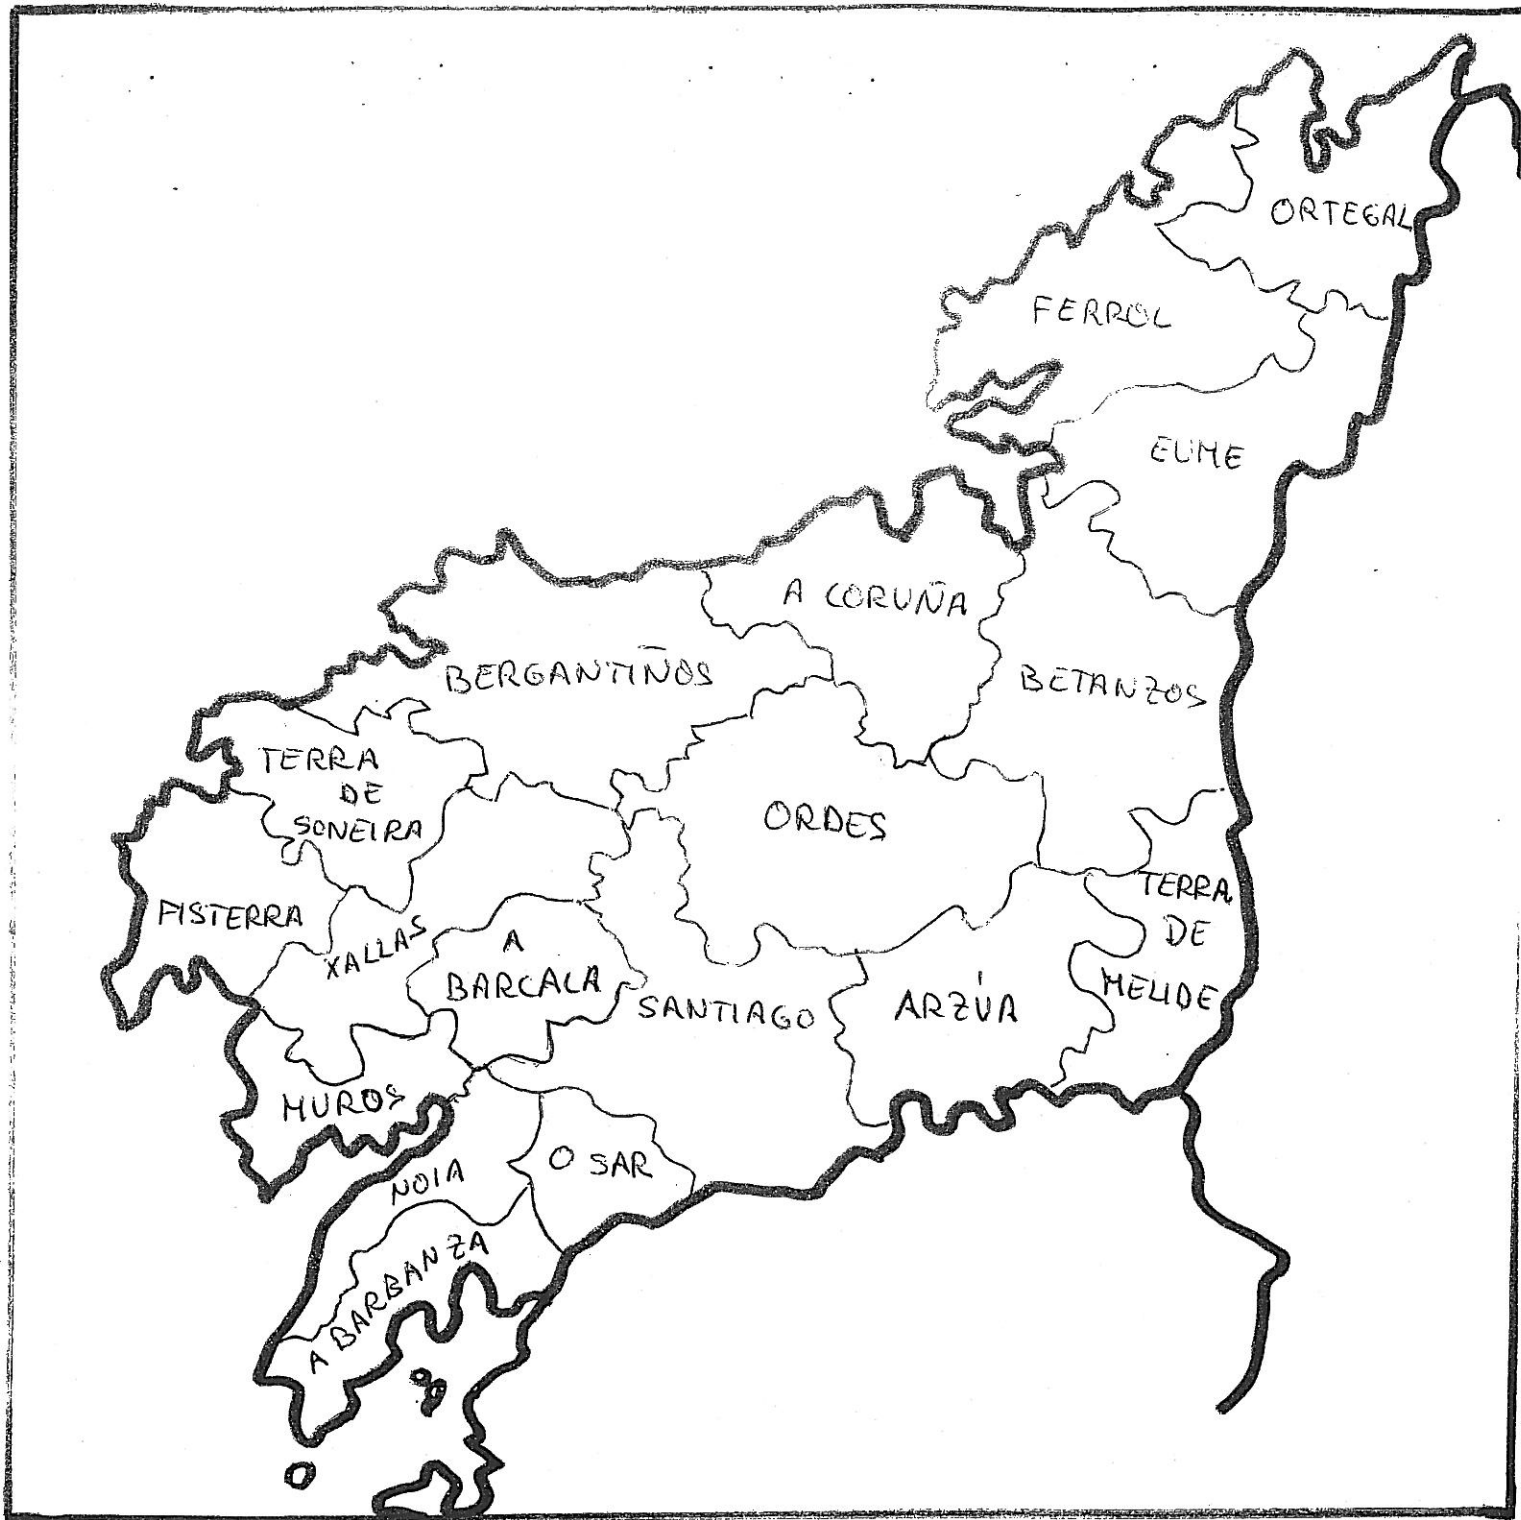 ORTEGAL
FERROL
EUME
A CORUÑA
BERGANTIÑOS
BETANZOS
TERRA
DE
SONEIRA
ORDES
FISTERRA
XALLAS
A
BARCALA
SANTIAGO
ARZÚA
TERRA
DE
MELIDE
MUROS
NOIA
O SAR
A BARBANZA